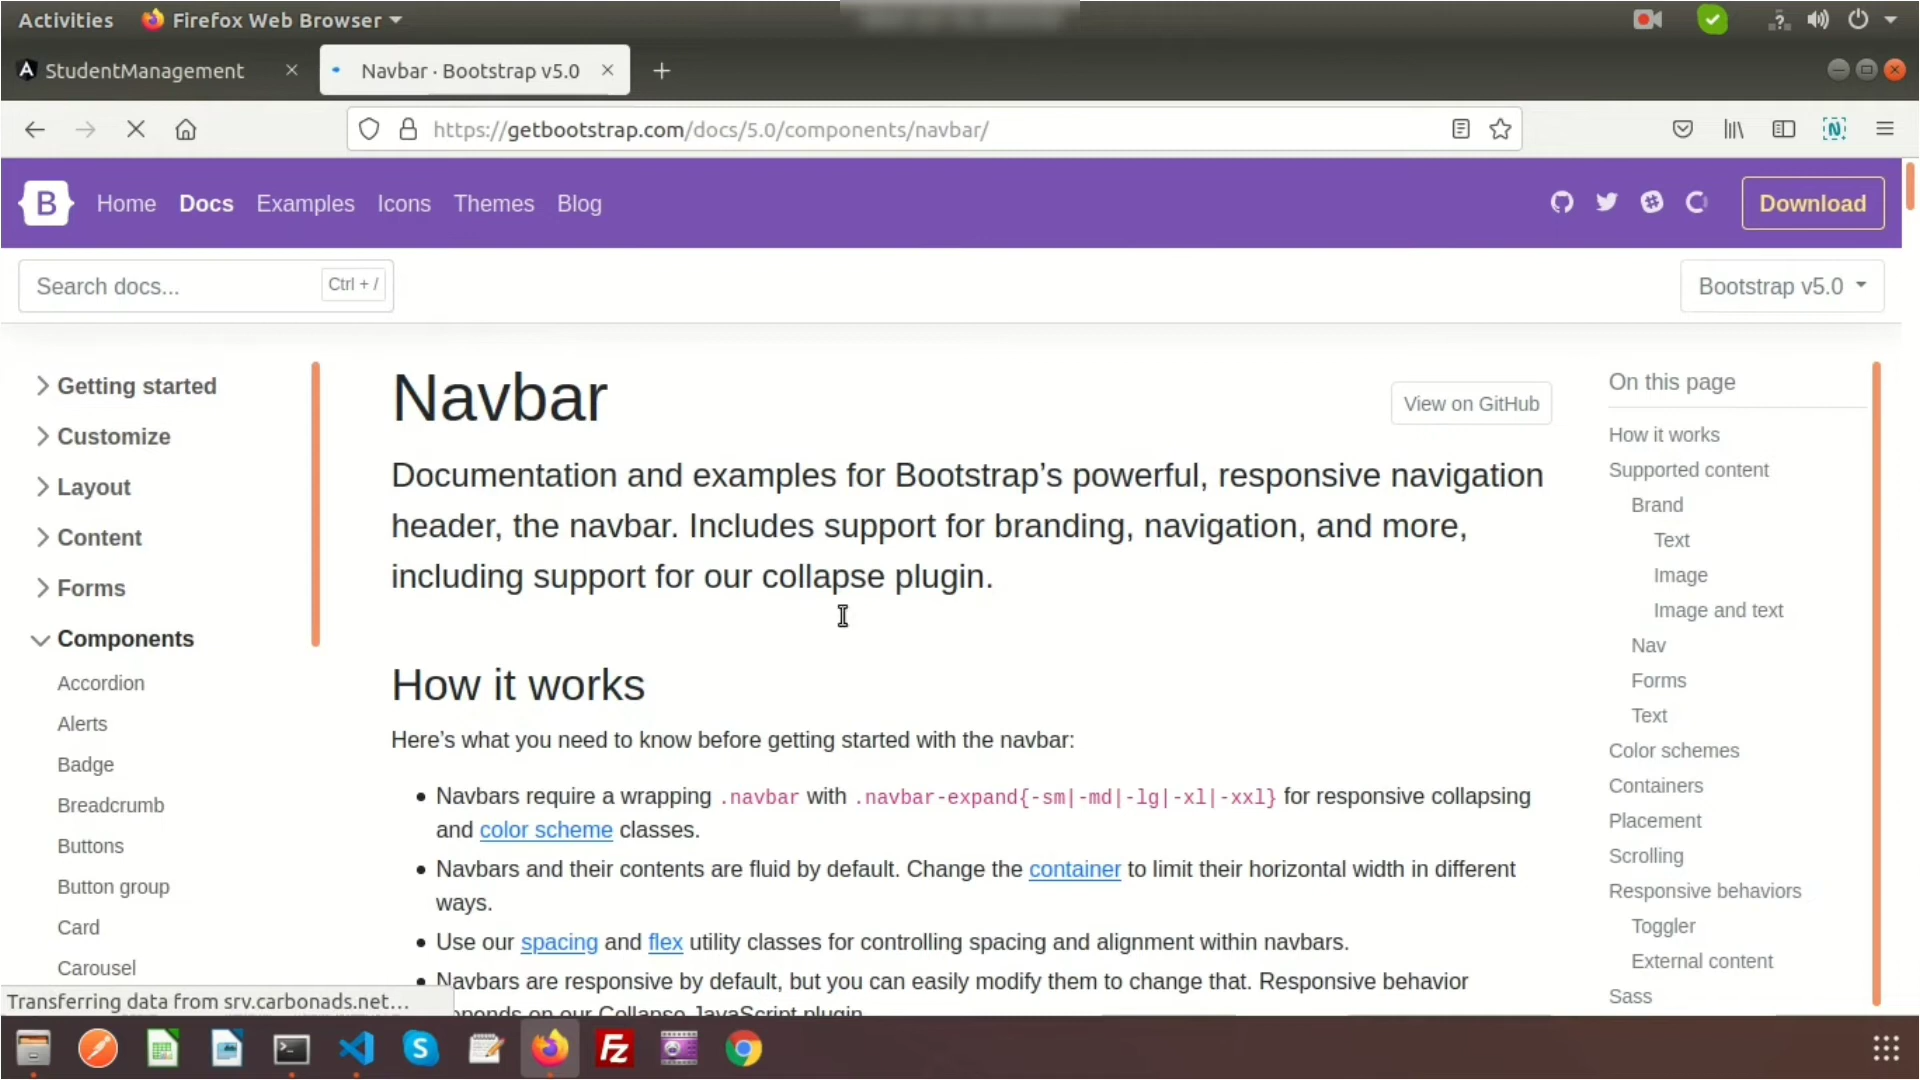 Activities Firefox Web Browser
StudentManagement Navbar · Bootstrap v5.0
https://getbootstrap.com/docs/5.0/components/navbar/
B Home Docs Examples Icons Themes Blog Download
Search docs... Ctrl + / Bootstrap v5.0
Getting started
Customize
Layout
Content
Forms
Components
Accordion
Alerts
Badge
Breadcrumb
Buttons
Button group
Card
Carousel
Navbar
View on GitHub
Documentation and examples for Bootstrap’s powerful, responsive navigation
header, the navbar. Includes support for branding, navigation, and more,
including support for our collapse plugin.
How it works
Here’s what you need to know before getting started with the navbar:
Navbars require a wrapping .navbar with .navbar-expand{-sm|-md|-lg|-xl|-xxl} for responsive collapsing
and color scheme classes.
Navbars and their contents are fluid by default. Change the container to limit their horizontal width in different
ways.
Use our spacing and flex utility classes for controlling spacing and alignment within navbars.
Navbars are responsive by default, but you can easily modify them to change that. Responsive behavior
on our Collapse JavaScript plugin.
On this page
How it works
Supported content
Brand
Text
Image
Image and text
Nav
Forms
Text
Color schemes
Containers
Placement
Scrolling
Responsive behaviors
Toggler
External content
Sass
Transferring data from srv.carbonads.net...